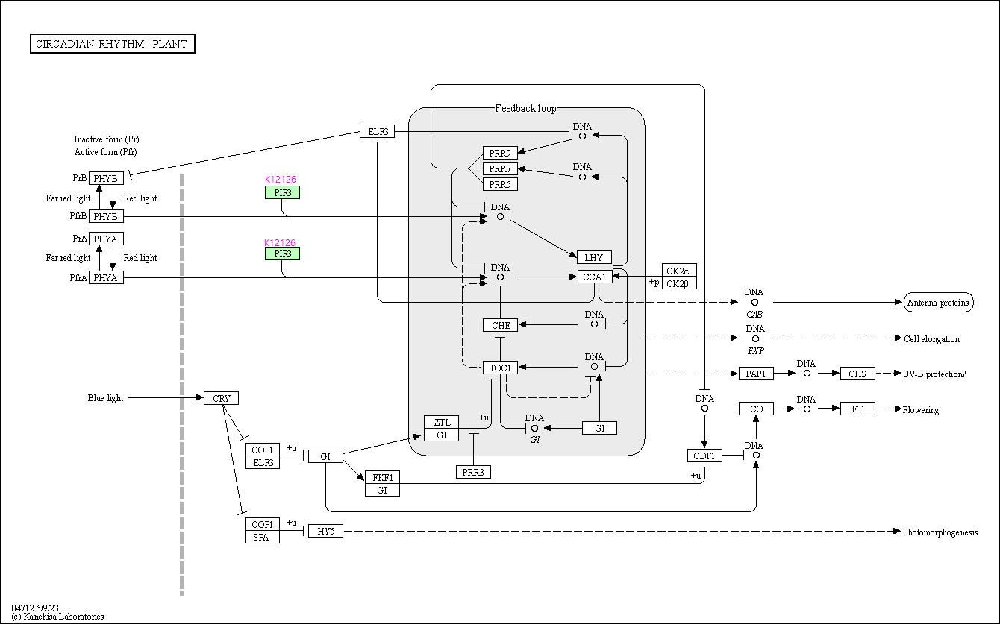 CIRCADIAN RHYTHM - PLANT
Feedback loop
Inactive form (Pr)
Active form (Pfr)
ELF3
DNA
PRR9
PRR7
PRR5
DNA
PrB
PHYB
Far red light
Red light
PfrB
PHYB
K12126
PIF3
DNA
PrA
PHYA
Far red light
Red light
PfrA
PHYA
K12126
PIF3
DNA
LHY
CCA1
+p
CK2α
CK2β
DNA
CAB
Antenna proteins
CHE
DNA
DNA
EXP
Cell elongation
TOC1
DNA
PAP1
DNA
CHS
UV-B protection?
Blue light
CRY
DNA
CO
DNA
FT
Flowering
ZTL
GI
+u
DNA
GI
GI
COP1
ELF3
+u
GI
PRR3
CDF1
DNA
FKF1
GI
+u
COP1
SPA
+u
HY5
Photomorphogenesis
04712 6/9/23
(c) Kanehisa Laboratories